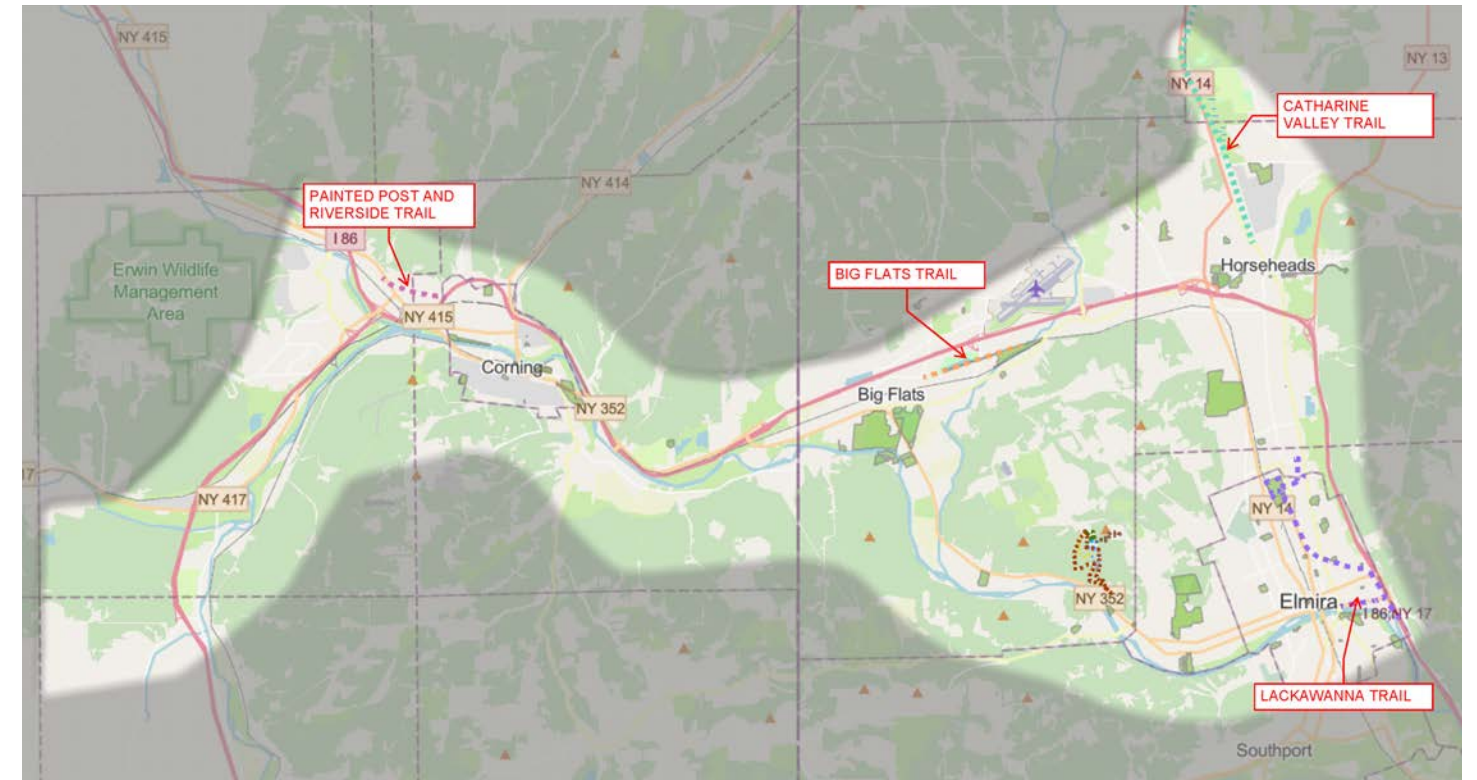 NY 415
NY 13
NY 14
CATHARINE
VALLEY TRAIL
NY 414
PAINTED POST AND
RIVERSIDE TRAIL
I 86
Erwin Wildlife
Management
Area
BIG FLATS TRAIL
Horseheads
NY 415
Corning
Big Flats
NY 352
17
NY 417
NY 14
NY 352
Elmira
I 86;NY 17
LACKAWANNA TRAIL
Southport